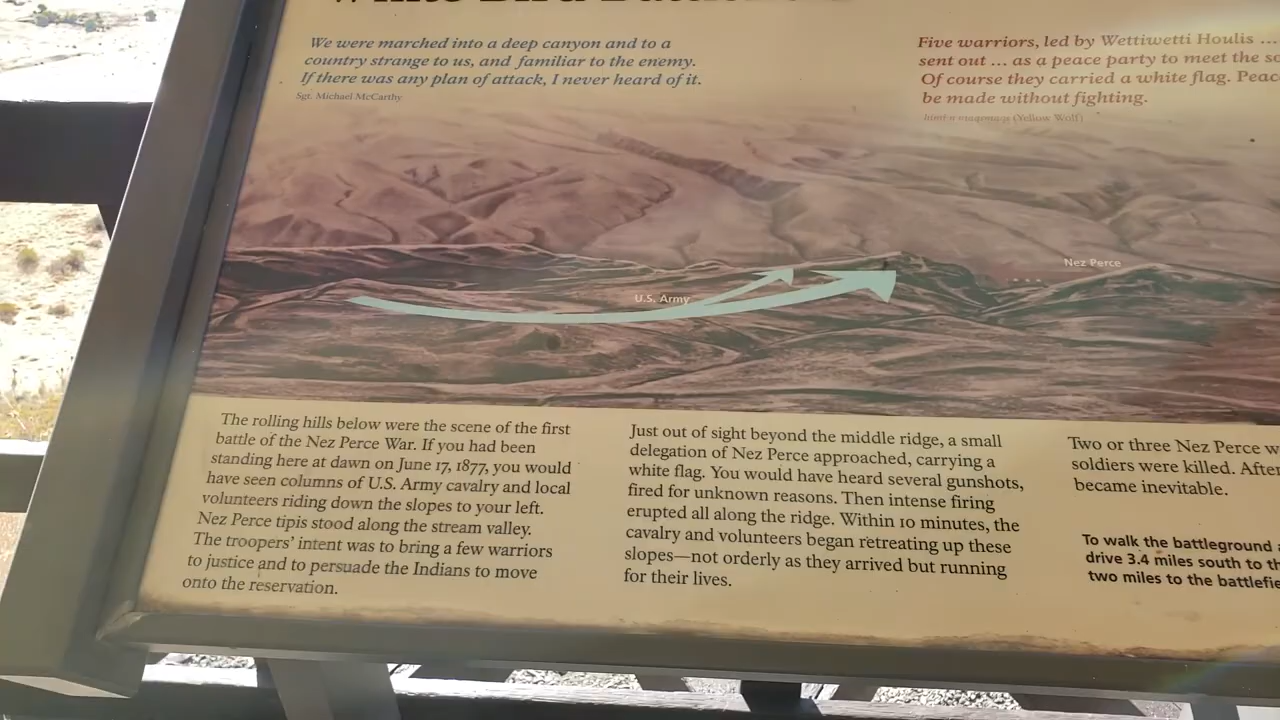 We were marched into a deep canyon and to a
country strange to us, and familiar to the enemy.
If there was any plan of attack, I never heard of it.
Sgt. Michael McCarthy
Five warriors, led by Wettiwetti Houlis ...
sent out ... as a peace party to meet the
Of course they carried a white flag.
be made without fighting.
(Yellow Wolf)
Nez Perce
U.S. Army
The rolling hills below were the scene of the first
battle of the Nez Perce War. If you had been
standing here at dawn on June 17, 1877, you would
have seen columns of U.S. Army cavalry and local
volunteers riding down the slopes to your left.
Nez Perce tipis stood along the stream valley.
The troopers' intent was to bring a few warriors
to justice and to persuade the Indians to move
onto the reservation.
Just out of sight beyond the middle ridge, a small
delegation of Nez Perce approached, carrying a
white flag. You would have heard several gunshots,
fired for unknown reasons. Then intense firing
erupted all along the ridge. Within 10 minutes, the
cavalry and volunteers began retreating up these
slopes—not orderly as they arrived but running
for their lives.
Two or three Nez Perce
soldiers were killed. After
became inevitable.
To walk the battleground
drive 3.4 miles south to
two miles to the